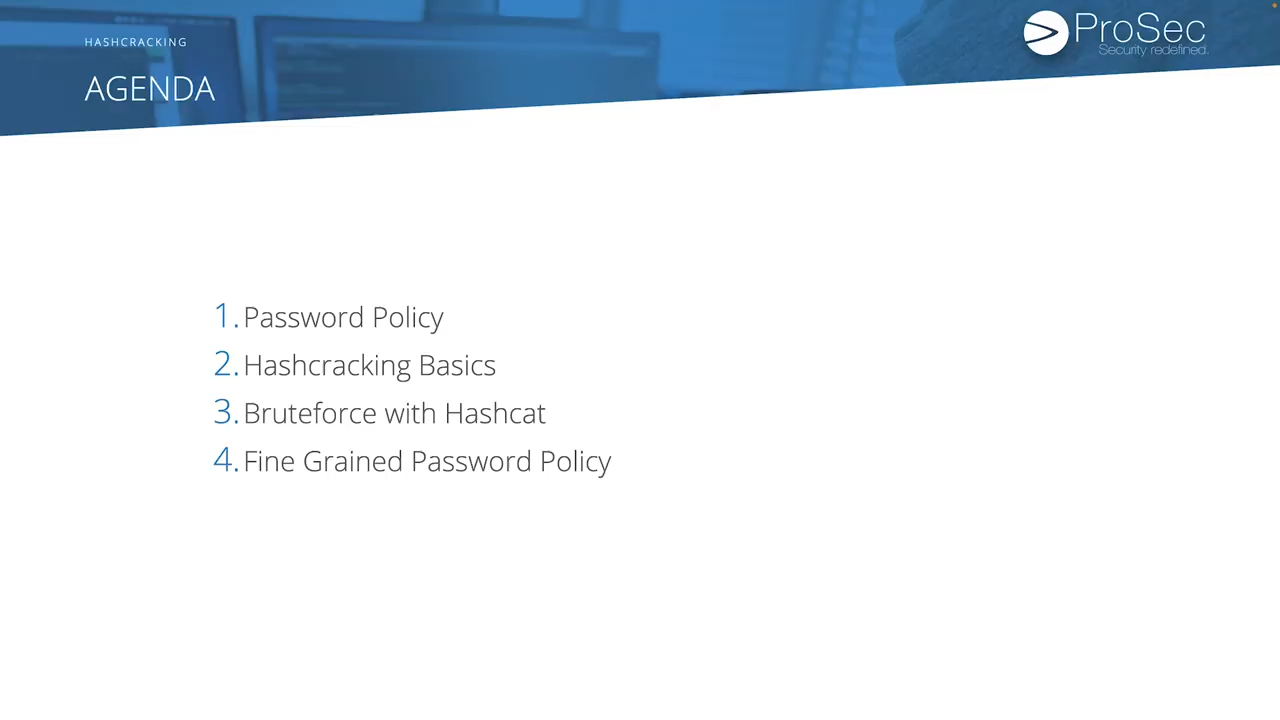 HASHCRACKING
AGENDA
ProSec
Security redefined.
1. Password Policy
2. Hashcracking Basics
3. Bruteforce with Hashcat
4. Fine Grained Password Policy